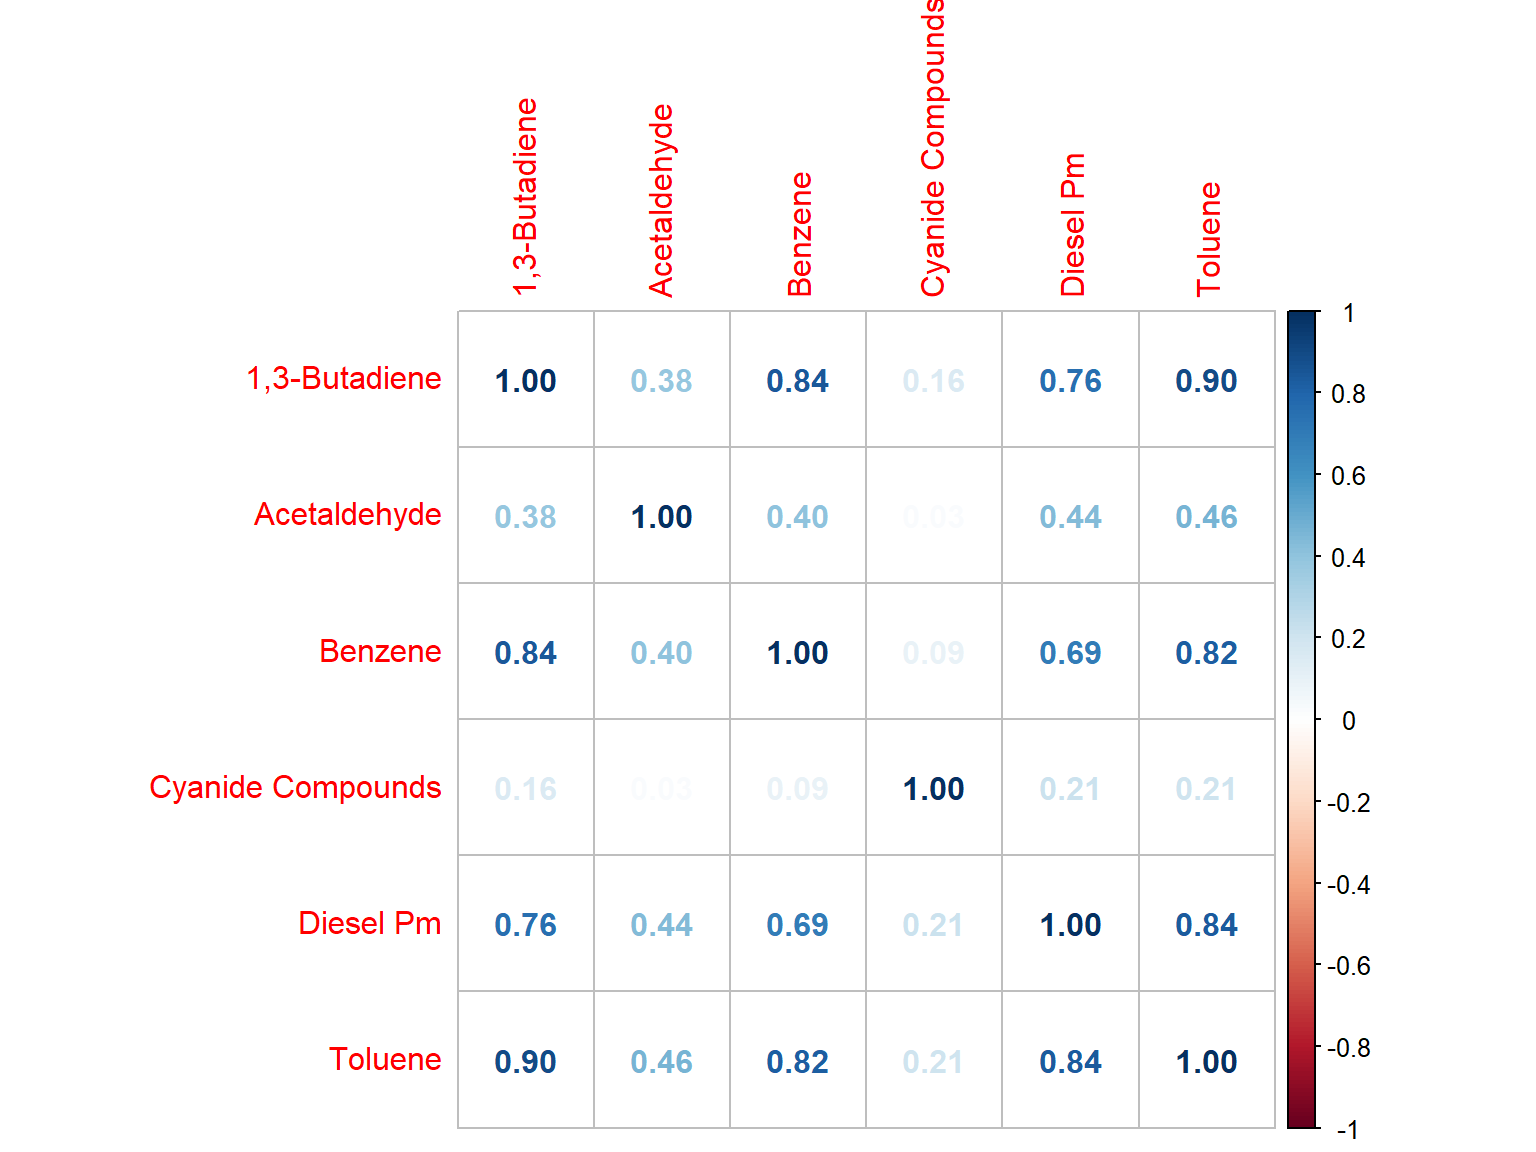 1,3-Butadiene
Acetaldehyde
Benzene
Cyanide Compounds
Diesel Pm
Toluene
1,3-Butadiene 1.00 0.38 0.84 0.16 0.76 0.90
Acetaldehyde 0.38 1.00 0.40 0.03 0.44 0.46
Benzene 0.84 0.40 1.00 0.09 0.69 0.82
Cyanide Compounds 0.16 0.03 0.09 1.00 0.21 0.21
Diesel Pm 0.76 0.44 0.69 0.21 1.00 0.84
Toluene 0.90 0.46 0.82 0.21 0.84 1.00
1
0.8
0.6
0.4
0.2
0
-0.2
-0.4
-0.6
-0.8
-1